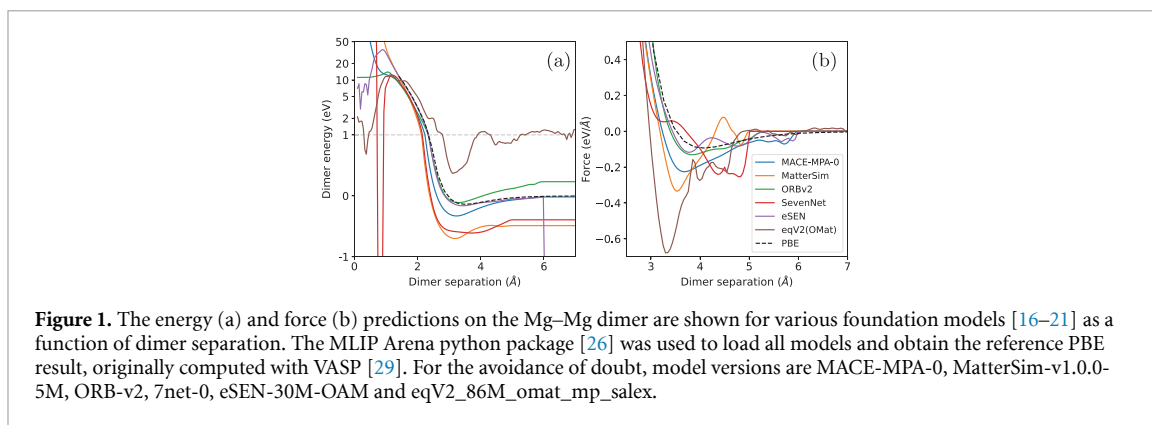 (a)
50
20
10
5
2
1
0
-1
Dimer energy (eV)
0 2 4 6
Dimer separation (Å)
(b)
0.4
0.2
0.0
−0.2
−0.4
−0.6
Force (eV/Å)
MACE-MPA-0
MatterSim
ORBv2
SevenNet
eSEN
eqV2(OMat)
PBE
3 4 5 6 7
Dimer separation (Å)
Figure 1. The energy (a) and force (b) predictions on the Mg–Mg dimer are shown for various foundation models [16–21] as a
function of dimer separation. The MLIP Arena python package [26] was used to load all models and obtain the reference PBE
result, originally computed with VASP [29]. For the avoidance of doubt, model versions are MACE-MPA-0, MatterSim-v1.0.0-
5M, ORB-v2, 7net-0, eSEN-30M-OAM and eqV2_86M_omat_mp_salex.